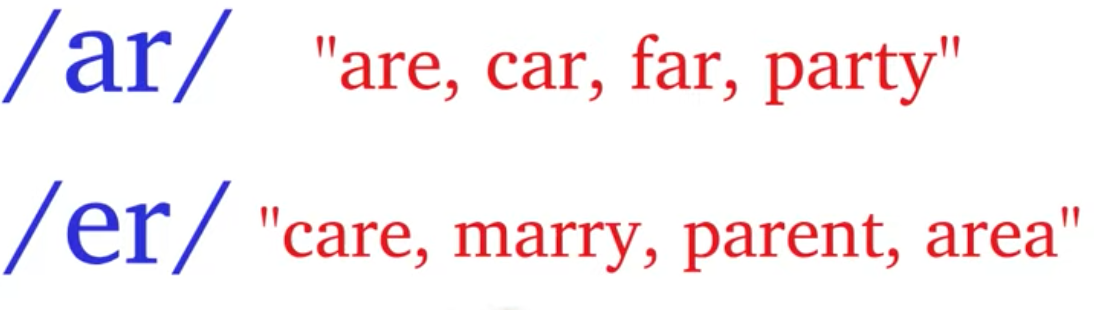 /ar/ "are, car, far, party"
/er/ "care, marry, parent, area"